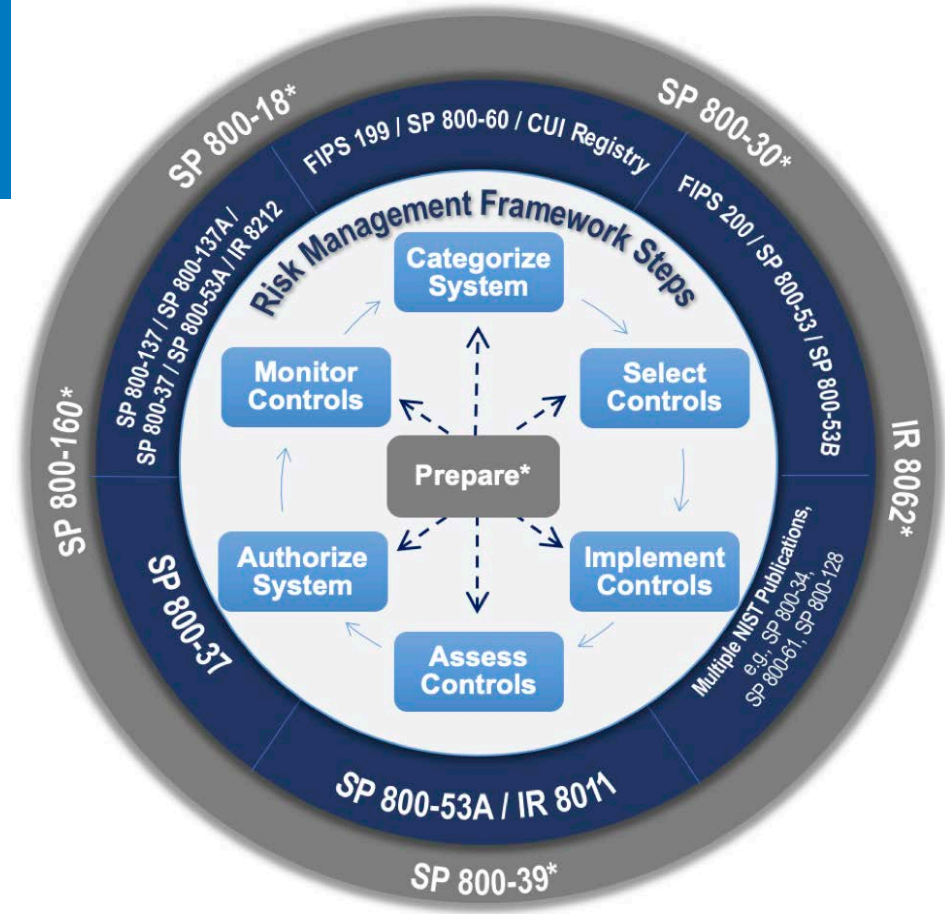 SP 800-18*
SP 800-30*
IR 8062*
SP 800-39*
SP 800-160*
FIPS 199 / SP 800-60 / CUI Registry
FIPS 200 / SP 800-53 / SP 800-53B
Multiple NIST Publications,
e.g., SP 800-34,
SP 800-61, SP 800-128
SP 800-53A / IR 8011
SP 800-37
SP 800-137 / SP 800-137A /
SP 800-37 / SP 800-53A / IR 8212
Risk Management Framework Steps
Categorize
System
Select
Controls
Implement
Controls
Assess
Controls
Authorize
System
Monitor
Controls
Prepare*